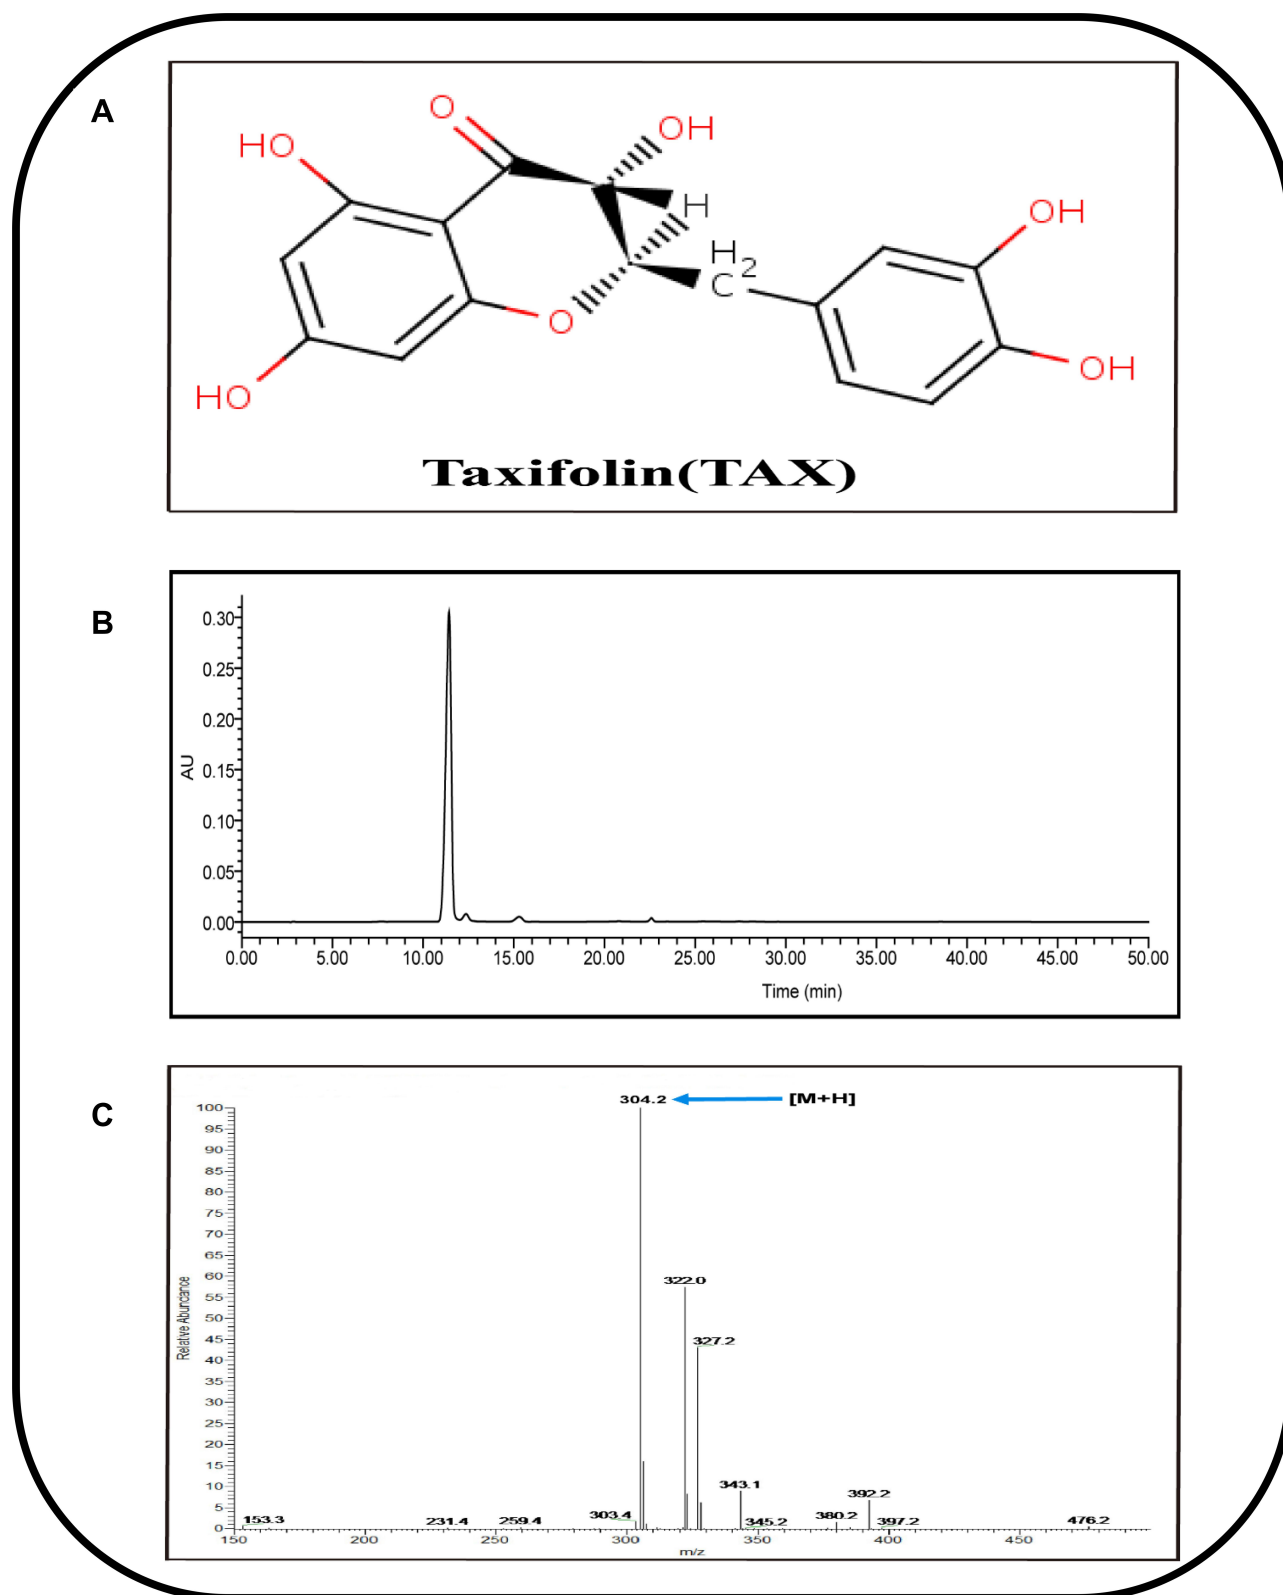 A
O
OH
HO
H
OH
H2
C
O
OH
HO
Taxifolin(TAX)
B
0.30
0.25
0.20
0.15
0.10
0.05
0.00
AU
0.00 5.00 10.00 15.00 20.00 25.00 30.00 35.00 40.00 45.00 50.00
Time (min)
C
304.2 [M+H]
100
95
90
85
80
75
70
65
60
55
50
45
40
35
30
25
20
15
10
5
0
Relative Abundance
322.0
327.2
343.1
392.2
153.3 231.4 259.4 303.4 345.2 380.2 397.2 476.2
150 200 250 300 350 400 450
m/z